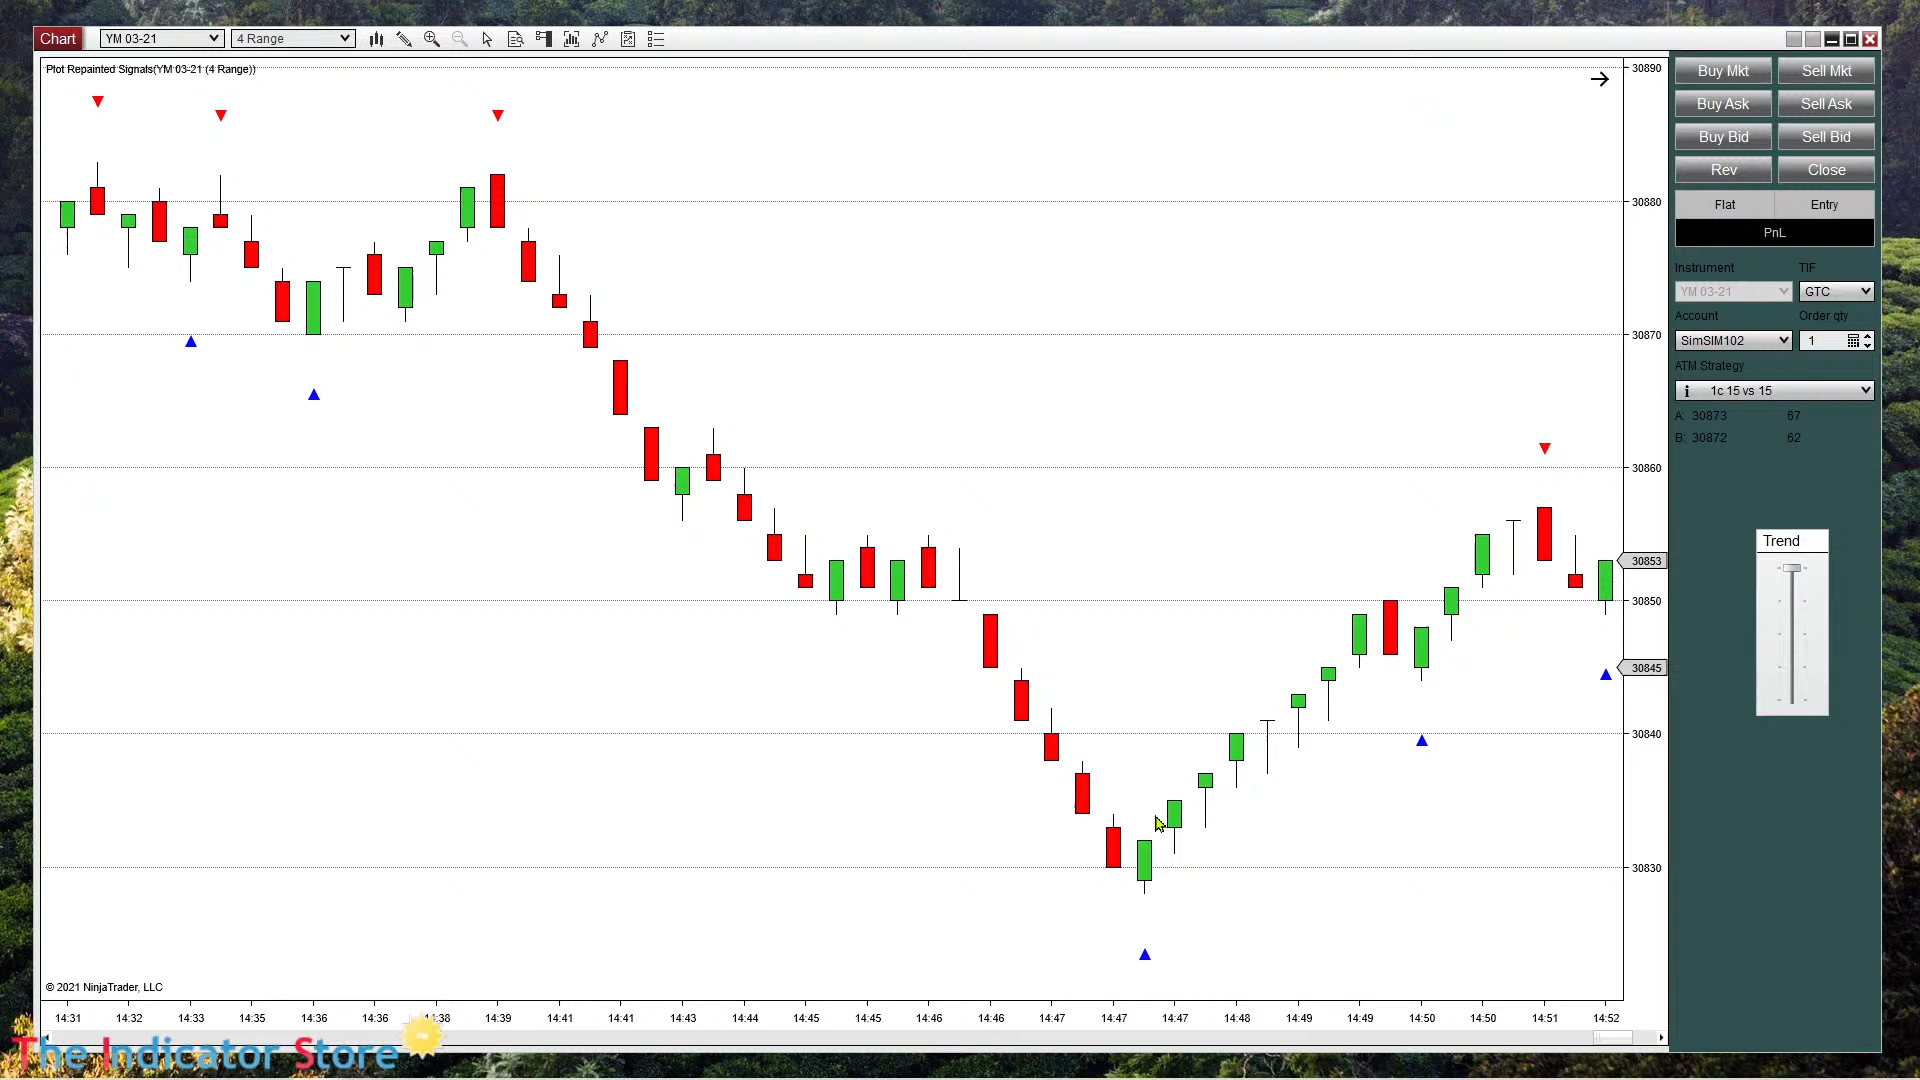 Chart YM 03-21 4 Range
Plot Repainted Signals(YM 03-21 (4 Range))
30890
30880
30870
30860
30853
30850
30845
30840
30830
Buy Mkt Sell Mkt
Buy Ask Sell Ask
Buy Bid Sell Bid
Rev Close
Flat Entry
PnL
Instrument TIF
YM 03-21 GTC
Account Order qty
SimSIM102 1
ATM Strategy
i 1c 15 vs 15
A: 30873 67
B: 30872 62
Trend
© 2021 NinjaTrader, LLC
14:31 14:32 14:33 14:35 14:36 14:36 14:38 14:39 14:41 14:41 14:43 14:44 14:45 14:45 14:46 14:46 14:47 14:47 14:47 14:48 14:48 14:49 14:49 14:50 14:50 14:51 14:52
The Indicator Store